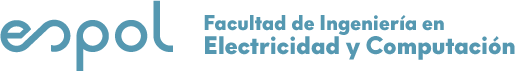 espol
Facultad de Ingeniería en
Electricidad y Computación